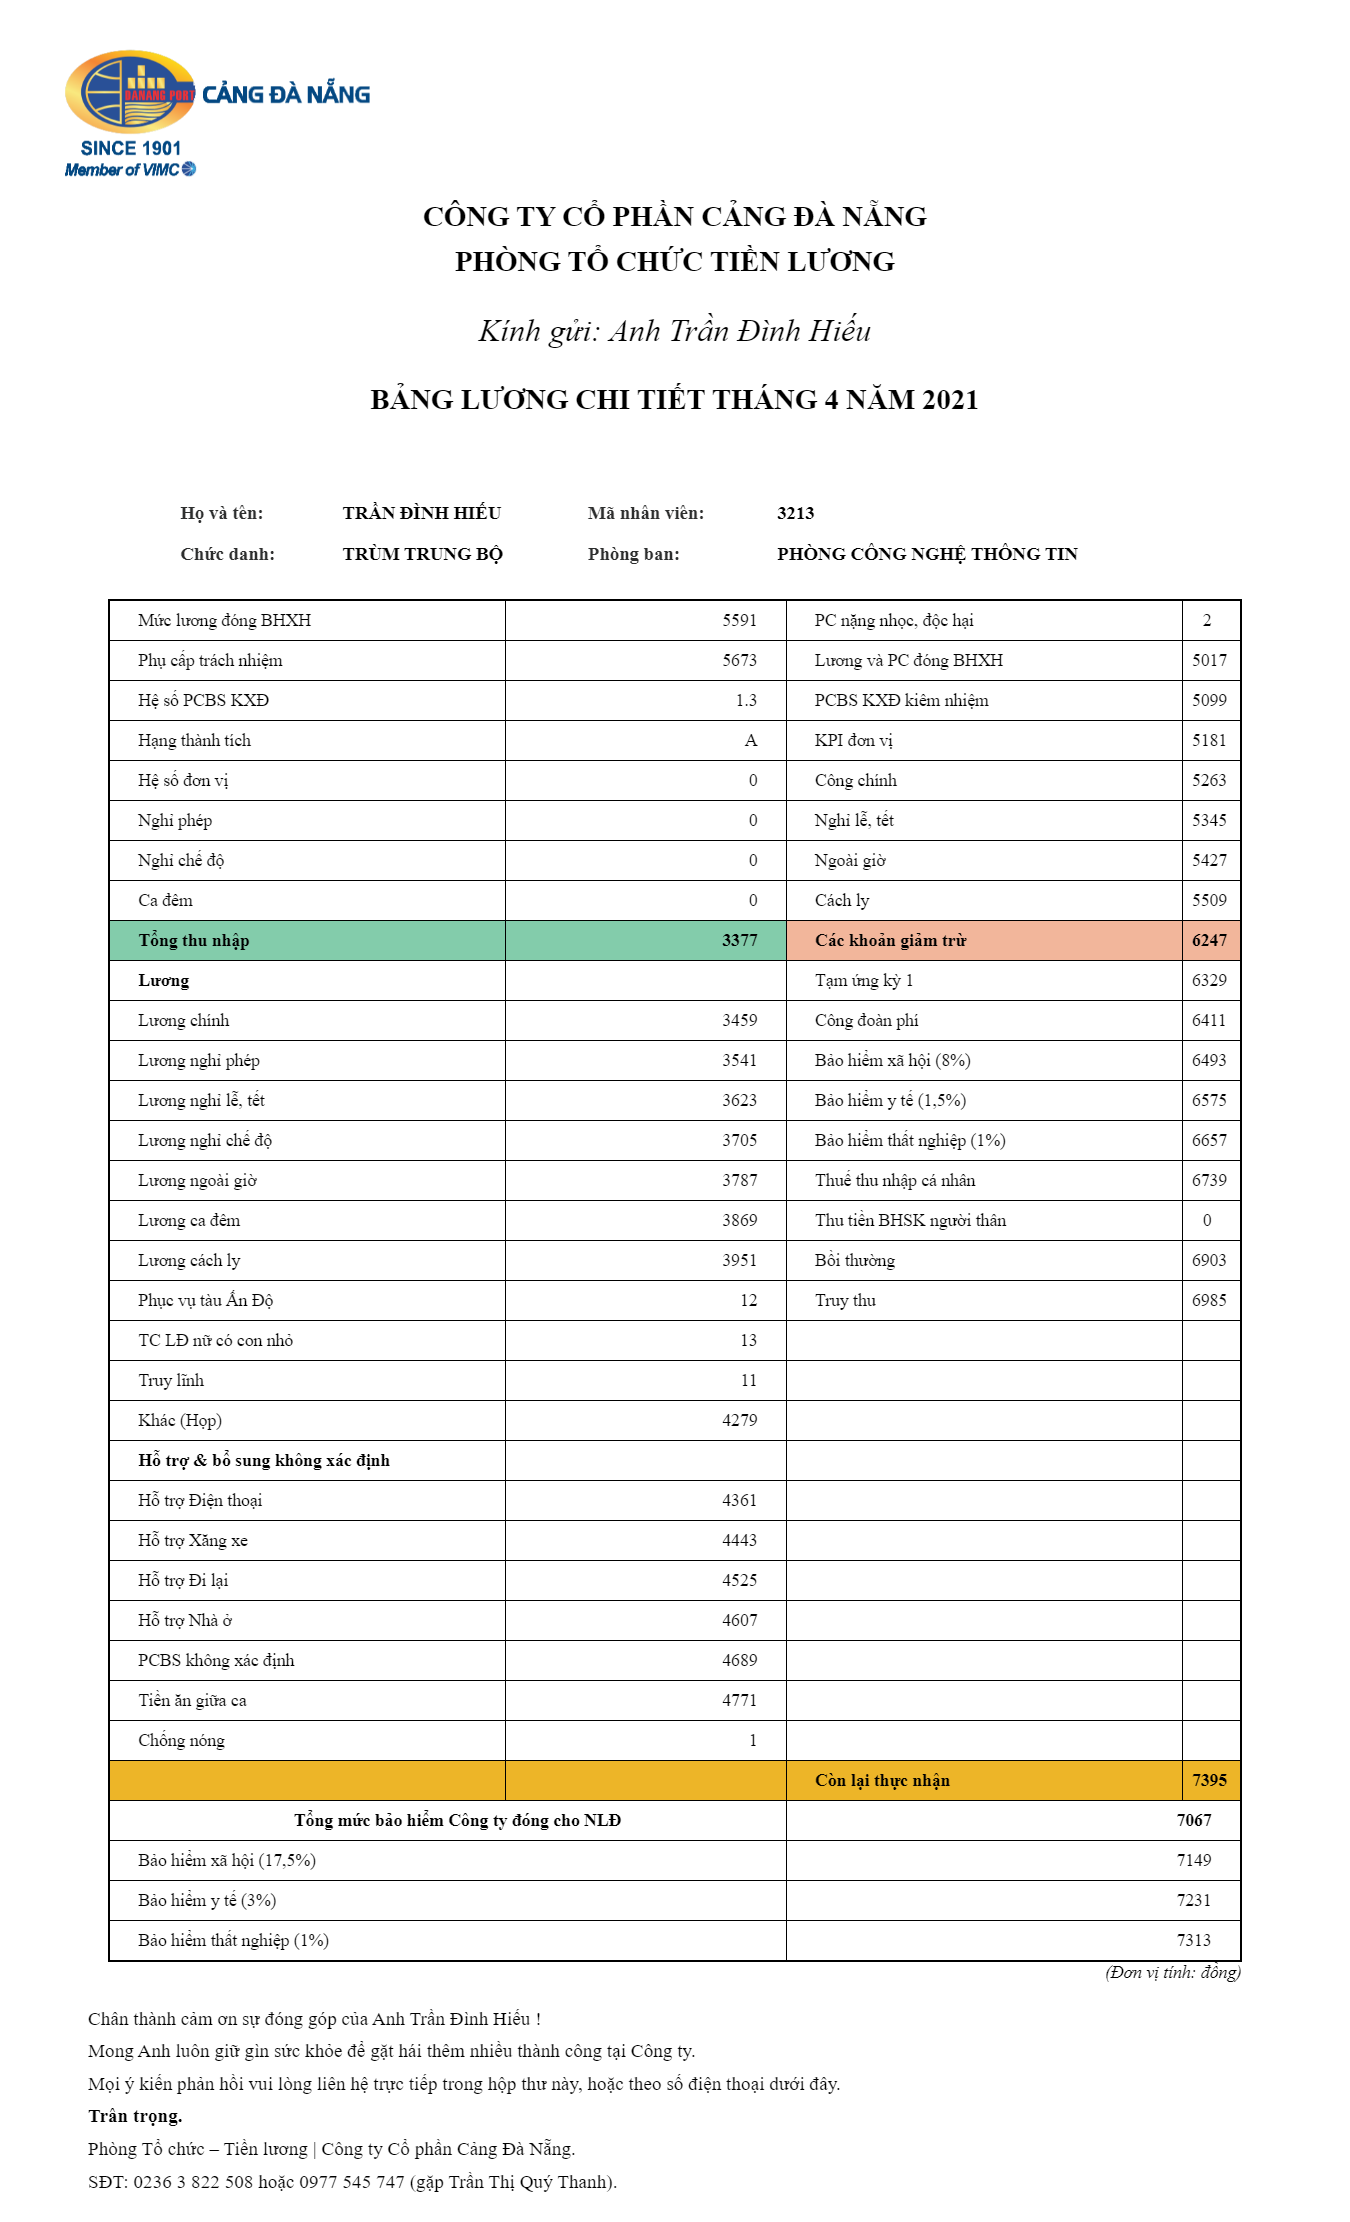 DANANG PORT
CẢNG ĐÀ NẴNG
SINCE 1901
Member of VIMC
CÔNG TY CỔ PHẦN CẢNG ĐÀ NẴNG
PHÒNG TỔ CHỨC TIỀN LƯƠNG
Kính gửi: Anh Trần Đình Hiếu
BẢNG LƯƠNG CHI TIẾT THÁNG 4 NĂM 2021
Họ và tên: TRẦN ĐÌNH HIẾU Mã nhân viên: 3213
Chức danh: TRÙM TRUNG BỘ Phòng ban: PHÒNG CÔNG NGHỆ THÔNG TIN
Mức lương đóng BHXH 5591 PC nặng nhọc, độc hại 2
Phụ cấp trách nhiệm 5673 Lương và PC đóng BHXH 5017
Hệ số PCBS KXĐ 1.3 PCBS KXĐ kiêm nhiệm 5099
Hạng thành tích A KPI đơn vị 5181
Hệ số đơn vị 0 Công chính 5263
Nghỉ phép 0 Nghỉ lễ, tết 5345
Nghỉ chế độ 0 Ngoài giờ 5427
Ca đêm 0 Cách ly 5509
Tổng thu nhập 3377 Các khoản giảm trừ 6247
Lương Tạm ứng kỳ 1 6329
Lương chính 3459 Công đoàn phí 6411
Lương nghỉ phép 3541 Bảo hiểm xã hội (8%) 6493
Lương nghỉ lễ, tết 3623 Bảo hiểm y tế (1,5%) 6575
Lương nghỉ chế độ 3705 Bảo hiểm thất nghiệp (1%) 6657
Lương ngoài giờ 3787 Thuế thu nhập cá nhân 6739
Lương ca đêm 3869 Thu tiền BHSK người thân 0
Lương cách ly 3951 Bồi thường 6903
Phục vụ tàu Ấn Độ 12 Truy thu 6985
TC LĐ nữ có con nhỏ 13
Truy lĩnh 11
Khác (Họp) 4279
Hỗ trợ & bổ sung không xác định
Hỗ trợ Điện thoại 4361
Hỗ trợ Xăng xe 4443
Hỗ trợ Đi lại 4525
Hỗ trợ Nhà ở 4607
PCBS không xác định 4689
Tiền ăn giữa ca 4771
Chống nóng 1
Còn lại thực nhận 7395
Tổng mức bảo hiểm Công ty đóng cho NLĐ 7067
Bảo hiểm xã hội (17,5%) 7149
Bảo hiểm y tế (3%) 7231
Bảo hiểm thất nghiệp (1%) 7313
(Đơn vị tính: đồng)
Chân thành cảm ơn sự đóng góp của Anh Trần Đình Hiếu !
Mong Anh luôn giữ gìn sức khỏe để gặt hái thêm nhiều thành công tại Công ty.
Mọi ý kiến phản hồi vui lòng liên hệ trực tiếp trong hộp thư này, hoặc theo số điện thoại dưới đây.
Trân trọng.
Phòng Tổ chức – Tiền lương | Công ty Cổ phần Cảng Đà Nẵng.
SĐT: 0236 3 822 508 hoặc 0977 545 747 (gặp Trần Thị Quý Thanh).